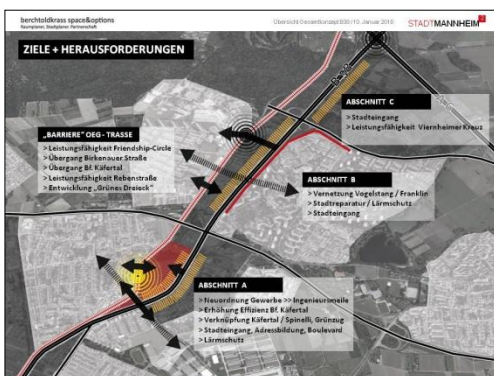 berchtoldkrass space&options
Raumplaner, Stadtplaner. Partnerschaft
Übersicht Gesamtkonzept B38 / 10. Januar 2018
STADTMANNHEIM²
ZIELE + HERAUSFORDERUNGEN
ABSCHNITT C
> Stadteingang
> Leistungsfähigkeit Viernheimer Kreuz
„BARRIERE“ OEG - TRASSE
> Leistungsfähigkeit Friendship-Circle
> Übergang Birkenauer Straße
> Übergang Bf. Käfertal
> Leistungsfähigkeit Rebenstraße
> Entwicklung „Grünes Dreieck“
ABSCHNITT B
> Vernetzung Vogelstang / Franklin
> Stadtreparatur / Lärmschutz
> Stadteingang
ABSCHNITT A
> Neuordnung Gewerbe >> Ingenieursmeile
> Erhöhung Effizienz Bf. Käfertal
> Verknüpfung Käfertal / Spinelli, Grünzug
> Stadteingang, Adressbildung, Boulevard
> Lärmschutz